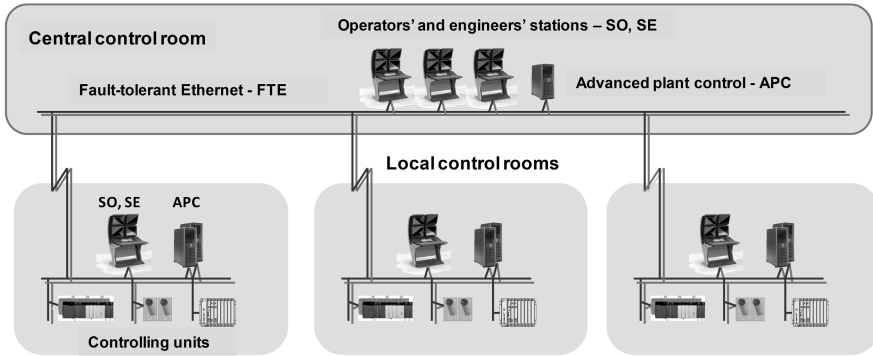 Operators' and engineers' stations – SO, SE
Central control room
Fault-tolerant Ethernet - FTE
Advanced plant control - APC
Local control rooms
SO, SE
APC
Controlling units